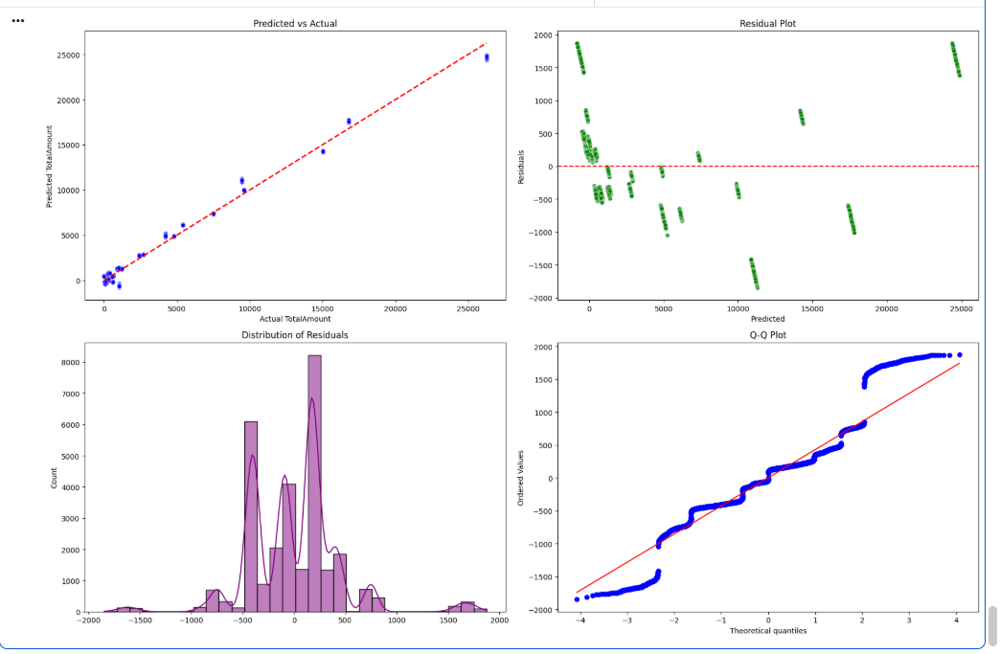 •••
Predicted vs Actual
25000
20000
15000
10000
5000
0
Predicted TotalAmount
0 5000 10000 15000 20000 25000
Actual TotalAmount
Residual Plot
2000
1500
1000
500
0
−500
−1000
−1500
−2000
Residuals
0 5000 10000 15000 20000 25000
Predicted
Distribution of Residuals
8000
7000
6000
5000
4000
3000
2000
1000
0
Count
−2000 −1500 −1000 −500 0 500 1000 1500 2000
Q-Q Plot
2000
1500
1000
500
0
−500
−1000
−1500
−2000
Ordered Values
−4 −3 −2 −1 0 1 2 3 4
Theoretical quantiles